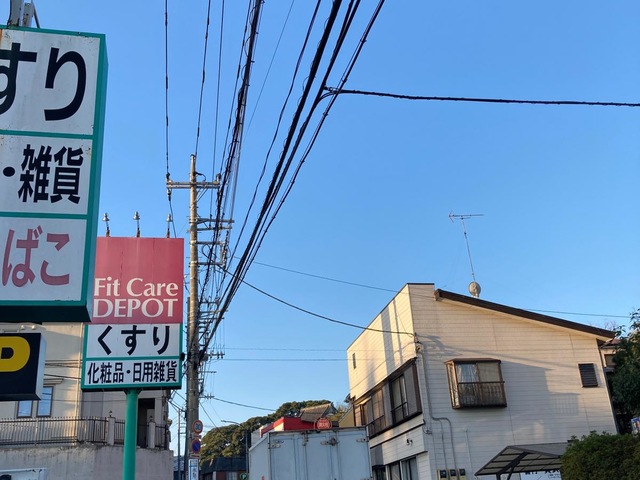 すり
・雑貨
ばこ
Fit Care
DEPOT
くすり
化粧品・日用雑貨
P